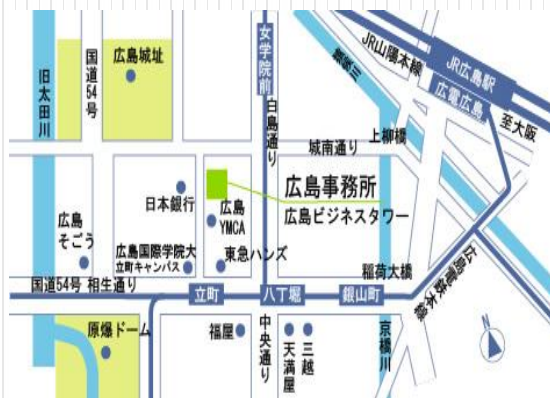 旧太田川
国道54号
広島城址
女学院前
白島通り
猿猴川
JR山陽本線
JR広島駅
広電広島
至大阪
城南通り
上柳橋
広島事務所
広島ビジネスタワー
日本銀行
広島
YMCA
広島
そごう
広島国際学院大
立町キャンパス
東急ハンズ
稲荷大橋
広島電鉄本線
国道54号 相生通り
立町
八丁堀
銀山町
原爆ドーム
福屋
中央通り
天満屋
三越
京橋川
N